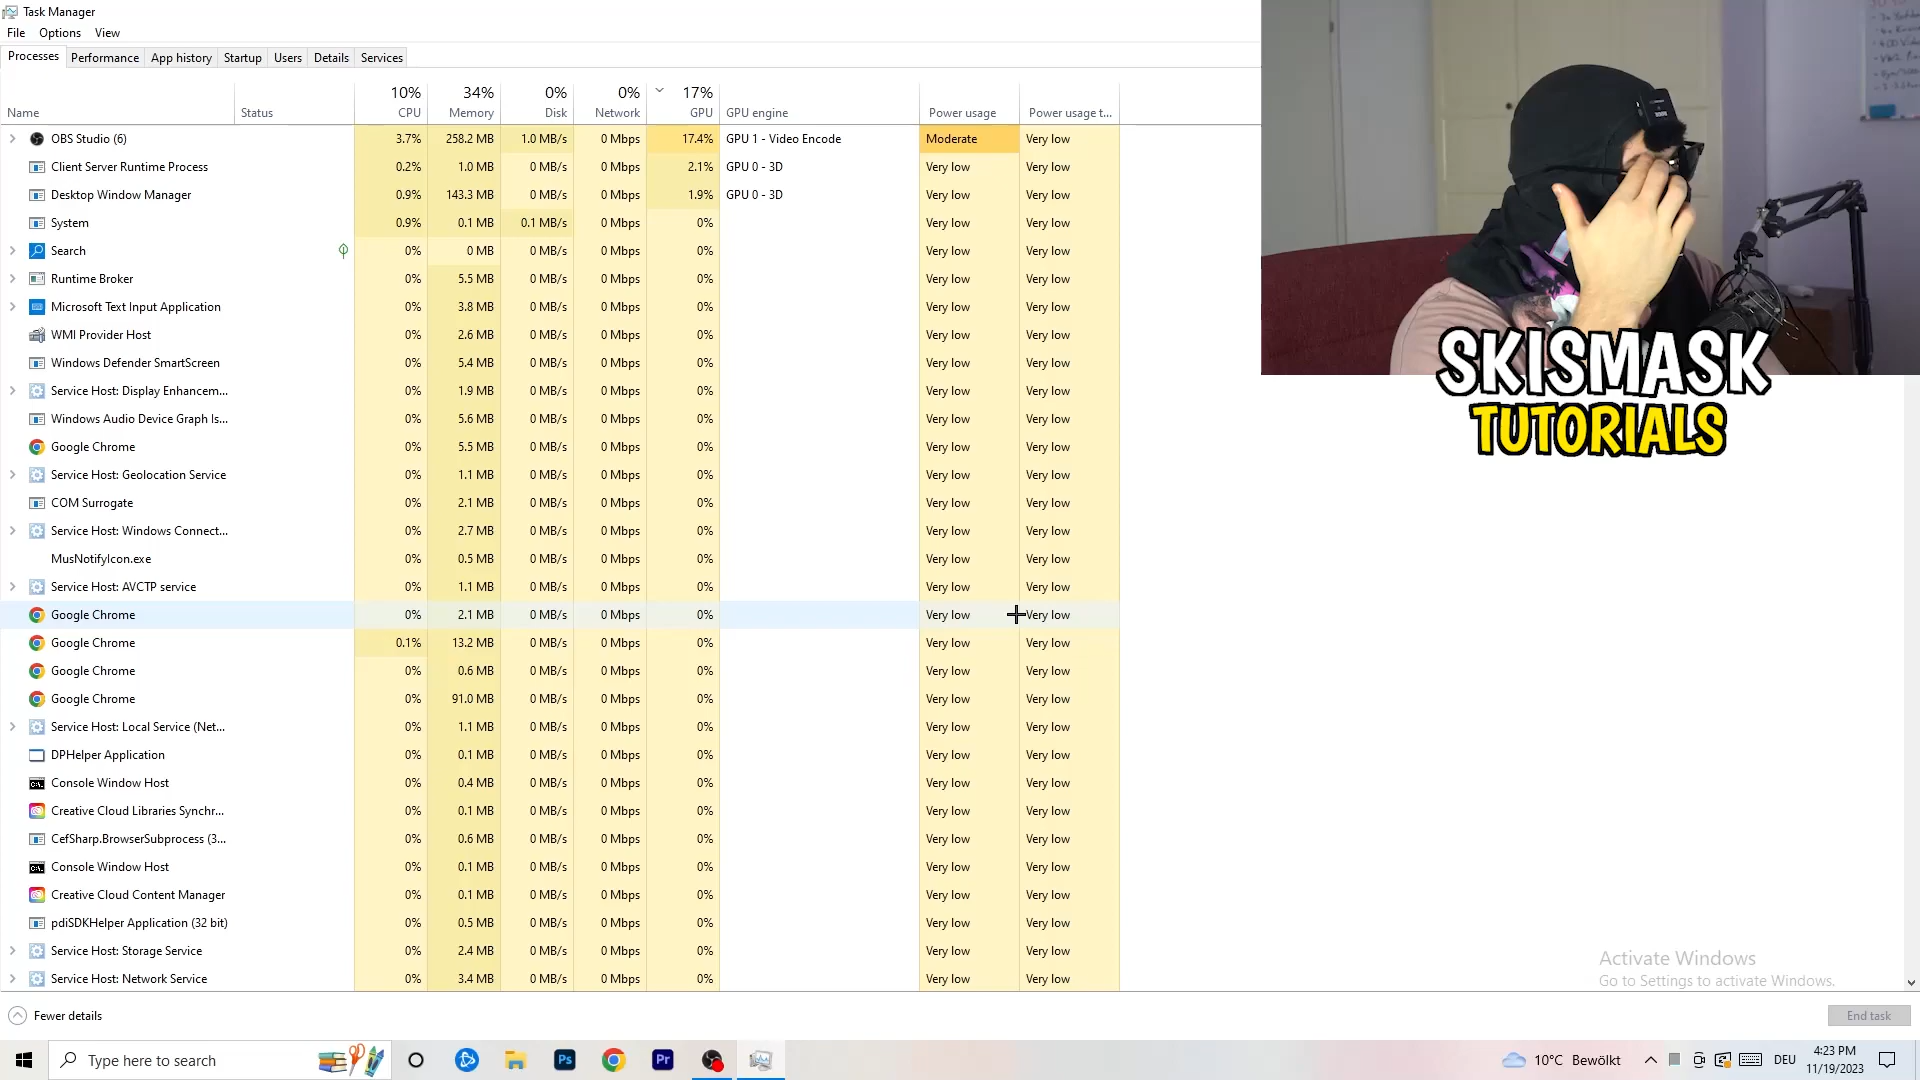 Task Manager
File Options View
Processes Performance App history Startup Users Details Services
10% 34% 0% 0% 17%
Name Status CPU Memory Disk Network GPU GPU engine Power usage Power usage t...
OBS Studio (6) 3.7% 258.2 MB 1.0 MB/s 0 Mbps 17.4% GPU 1 - Video Encode Moderate Very low
Client Server Runtime Process 0.2% 1.0 MB 0 MB/s 0 Mbps 2.1% GPU 0 - 3D Very low Very low
Desktop Window Manager 0.9% 143.3 MB 0 MB/s 0 Mbps 1.9% GPU 0 - 3D Very low Very low
System 0.9% 0.1 MB 0.1 MB/s 0 Mbps 0% Very low Very low
Search 0% 0 MB 0 MB/s 0 Mbps 0% Very low Very low
Runtime Broker 0% 5.5 MB 0 MB/s 0 Mbps 0% Very low Very low
Microsoft Text Input Application 0% 3.8 MB 0 MB/s 0 Mbps 0% Very low Very low
WMI Provider Host 0% 2.6 MB 0 MB/s 0 Mbps 0% Very low Very low
Windows Defender SmartScreen 0% 5.4 MB 0 MB/s 0 Mbps 0% Very low Very low
Service Host: Display Enhancem... 0% 1.9 MB 0 MB/s 0 Mbps 0% Very low Very low
Windows Audio Device Graph Is... 0% 5.6 MB 0 MB/s 0 Mbps 0% Very low Very low
Google Chrome 0% 5.5 MB 0 MB/s 0 Mbps 0% Very low Very low
Service Host: Geolocation Service 0% 1.1 MB 0 MB/s 0 Mbps 0% Very low Very low
COM Surrogate 0% 2.1 MB 0 MB/s 0 Mbps 0% Very low Very low
Service Host: Windows Connect... 0% 2.7 MB 0 MB/s 0 Mbps 0% Very low Very low
MusNotifyIcon.exe 0% 0.5 MB 0 MB/s 0 Mbps 0% Very low Very low
Service Host: AVCTP service 0% 1.1 MB 0 MB/s 0 Mbps 0% Very low Very low
Google Chrome 0% 2.1 MB 0 MB/s 0 Mbps 0% Very low Very low
Google Chrome 0.1% 13.2 MB 0 MB/s 0 Mbps 0% Very low Very low
Google Chrome 0% 0.6 MB 0 MB/s 0 Mbps 0% Very low Very low
Google Chrome 0% 91.0 MB 0 MB/s 0 Mbps 0% Very low Very low
Service Host: Local Service (Net... 0% 1.1 MB 0 MB/s 0 Mbps 0% Very low Very low
DPHelper Application 0% 0.1 MB 0 MB/s 0 Mbps 0% Very low Very low
Console Window Host 0% 0.4 MB 0 MB/s 0 Mbps 0% Very low Very low
Creative Cloud Libraries Synchr... 0% 0.1 MB 0 MB/s 0 Mbps 0% Very low Very low
CefSharp.BrowserSubprocess (3... 0% 0.6 MB 0 MB/s 0 Mbps 0% Very low Very low
Console Window Host 0% 0.1 MB 0 MB/s 0 Mbps 0% Very low Very low
Creative Cloud Content Manager 0% 0.1 MB 0 MB/s 0 Mbps 0% Very low Very low
pdiSDKHelper Application (32 bit) 0% 0.5 MB 0 MB/s 0 Mbps 0% Very low Very low
Service Host: Storage Service 0% 2.4 MB 0 MB/s 0 Mbps 0% Very low Very low
Service Host: Network Service 0% 3.4 MB 0 MB/s 0 Mbps 0% Very low Very low
SKISMASK
TUTORIALS
Activate Windows
Go to Settings to activate Windows.
Fewer details
End task
Type here to search
Ps
Pr
10°C Bewölkt
DEU
4:23 PM
11/19/2023